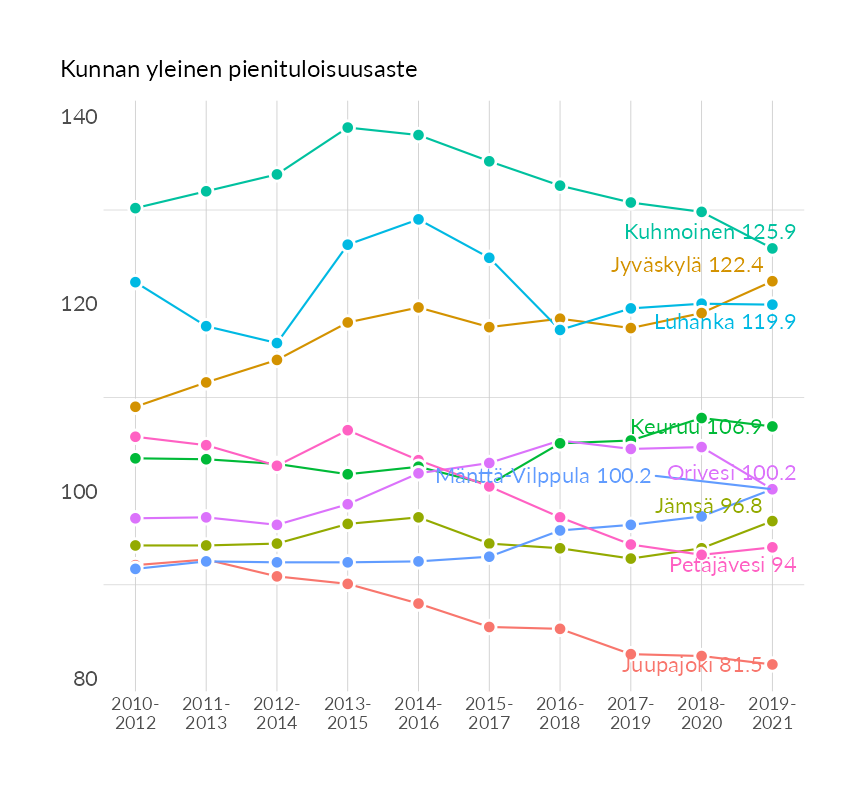 Kunnan yleinen pienituloisuusaste
140
Kuhmoinen 125.9
Jyväskylä 122.4
120
Luhanka 119.9
Keuruu 106.9
Orivesi 100.2
Mänttä-Vilppula 100.2
100
Jämsä 96.8
Petäjävesi 94
Juupajoki 81.5
80
2010- 2011- 2012- 2013- 2014- 2015- 2016- 2017- 2018- 2019-
2012 2013 2014 2015 2016 2017 2018 2019 2020 2021